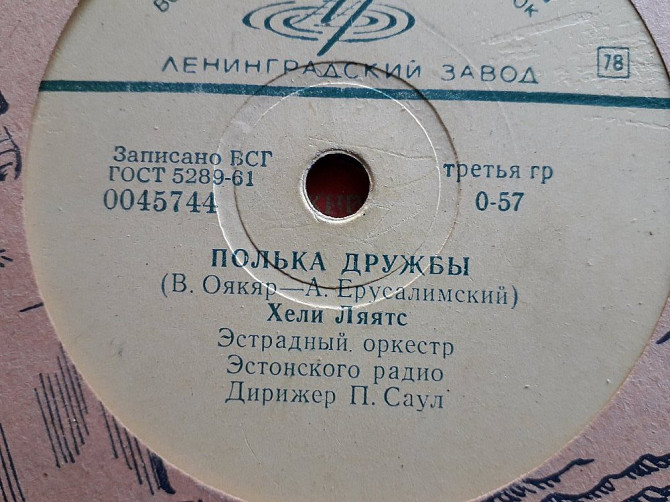 ЛЕНИНГРАДСКИЙ ЗАВОД
78
Записано ВСГ
ГОСТ 5289-61
третья гр
0045744
0-57
ПОЛЬКА ДРУЖБЫ
(В. Оякяр—А. Ерусалимский)
Хели Ляятс
Эстрадный оркестр
Эстонского радио
Дирижер П. Саул